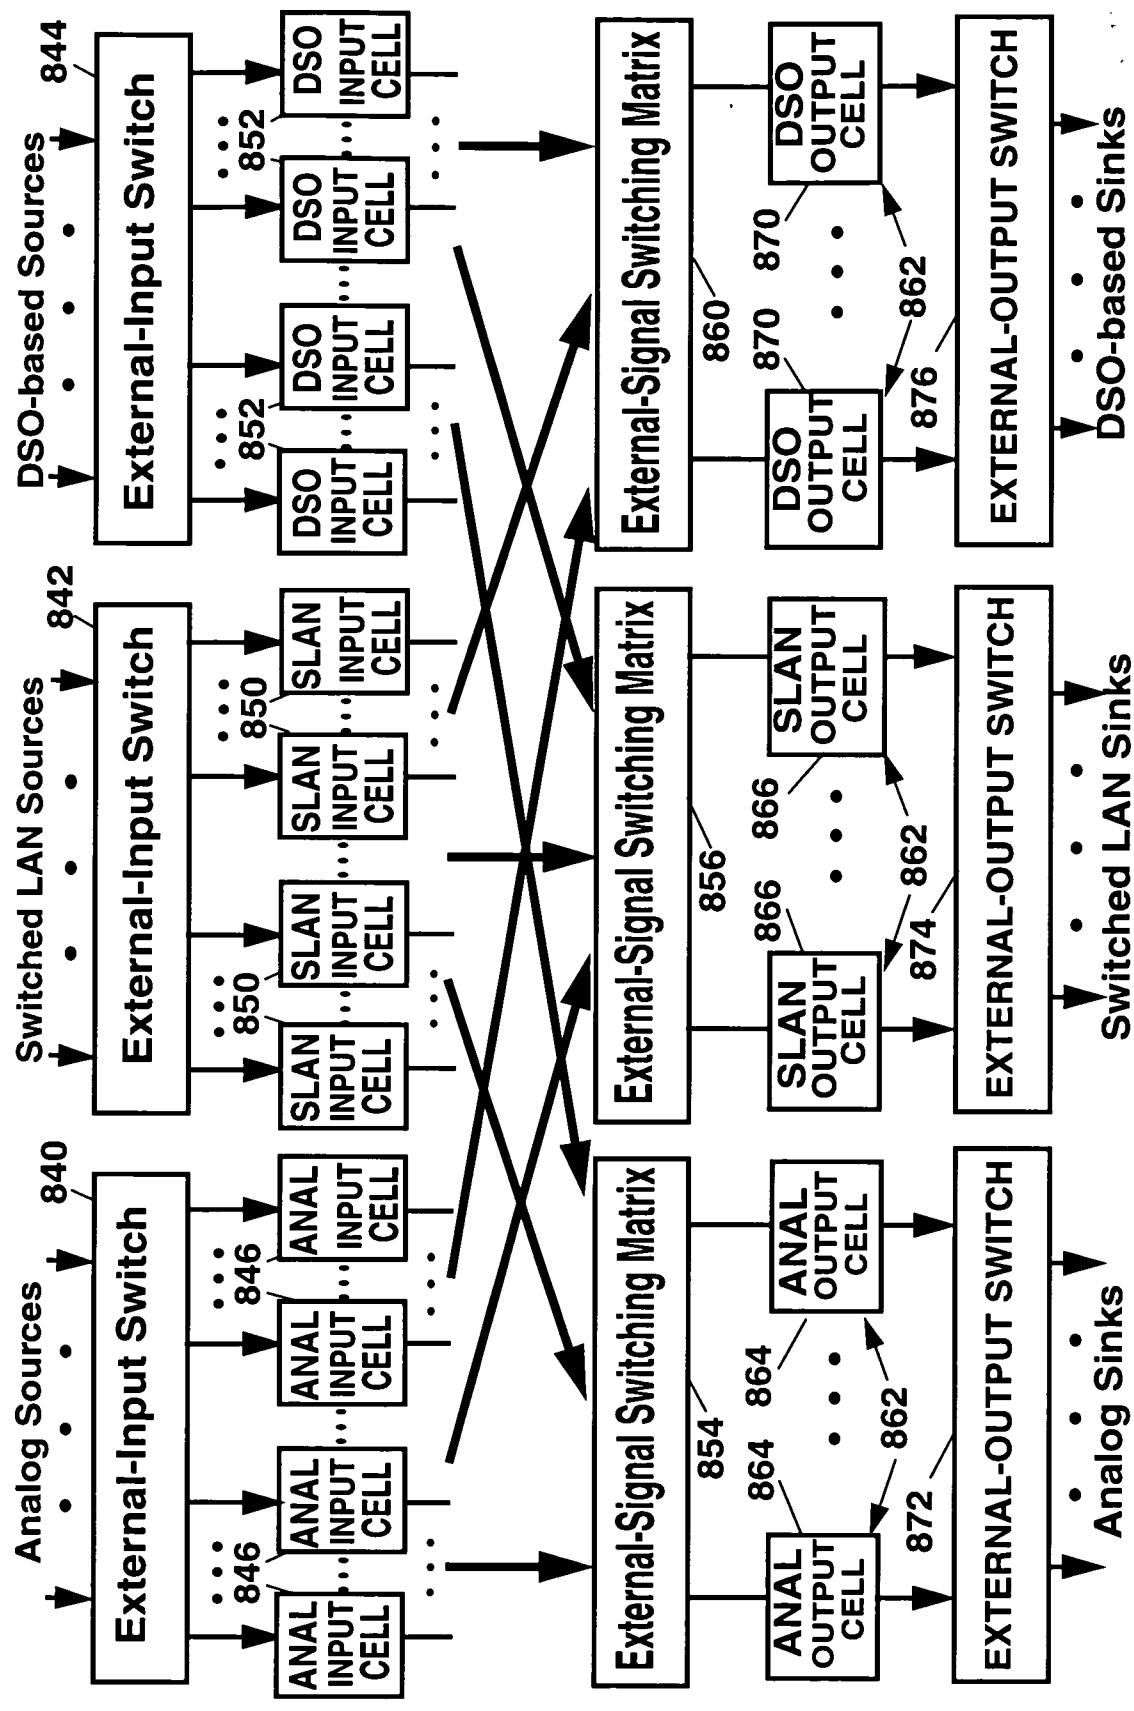 Analog Sources
Switched LAN Sources
DSO-based Sources
840
842
844
External-Input Switch
External-Input Switch
External-Input Switch
846
846
850
850
852
852
ANAL INPUT CELL
ANAL INPUT CELL
ANAL INPUT CELL
ANAL INPUT CELL
SLAN INPUT CELL
SLAN INPUT CELL
SLAN INPUT CELL
SLAN INPUT CELL
DSO INPUT CELL
DSO INPUT CELL
DSO INPUT CELL
DSO INPUT CELL
External-Signal Switching Matrix
External-Signal Switching Matrix
External-Signal Switching Matrix
854
856
860
864
864
866
866
870
870
ANAL OUTPUT CELL
ANAL OUTPUT CELL
SLAN OUTPUT CELL
SLAN OUTPUT CELL
DSO OUTPUT CELL
DSO OUTPUT CELL
862
862
862
872
874
876
EXTERNAL-OUTPUT SWITCH
EXTERNAL-OUTPUT SWITCH
EXTERNAL-OUTPUT SWITCH
Analog Sinks
Switched LAN Sinks
DSO-based Sinks